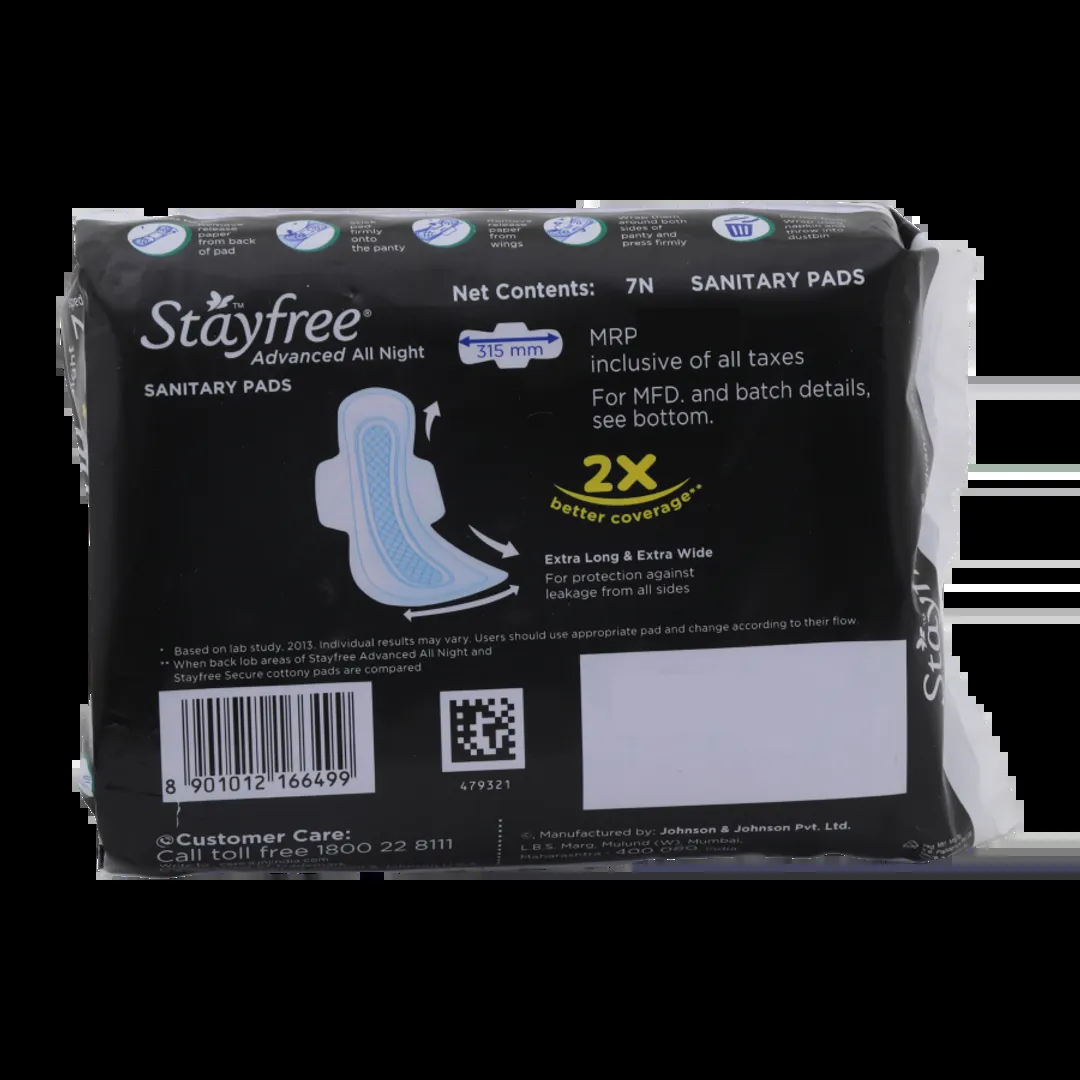 release
paper
from back
of pad
stick
pad
firmly
onto
the panty
Remove
release
paper
from
wings
Wrap them
around both
sides of
panty and
press firmly
napkin and
throw into
dustbin
Net Contents: 7N SANITARY PADS
Stayfree®
TM
Advanced All Night
SANITARY PADS
315 mm
MRP
inclusive of all taxes
For MFD. and batch details,
see bottom.
2X
better coverage**
Extra Long & Extra Wide
For protection against
leakage from all sides
* Based on lab study, 2013. Individual results may vary. Users should use appropriate pad and change according to their flow.
** When back lob areas of Stayfree Advanced All Night and
Stayfree Secure cottony pads are compared
8 901012 166499
479321
Customer Care:
Call toll free 1800 22 8111
©, Manufactured by: Johnson & Johnson Pvt. Ltd.
L.B.S. Marg, Mulund (W), Mumbai,
Maharashtra - 400 080 India
Stayf